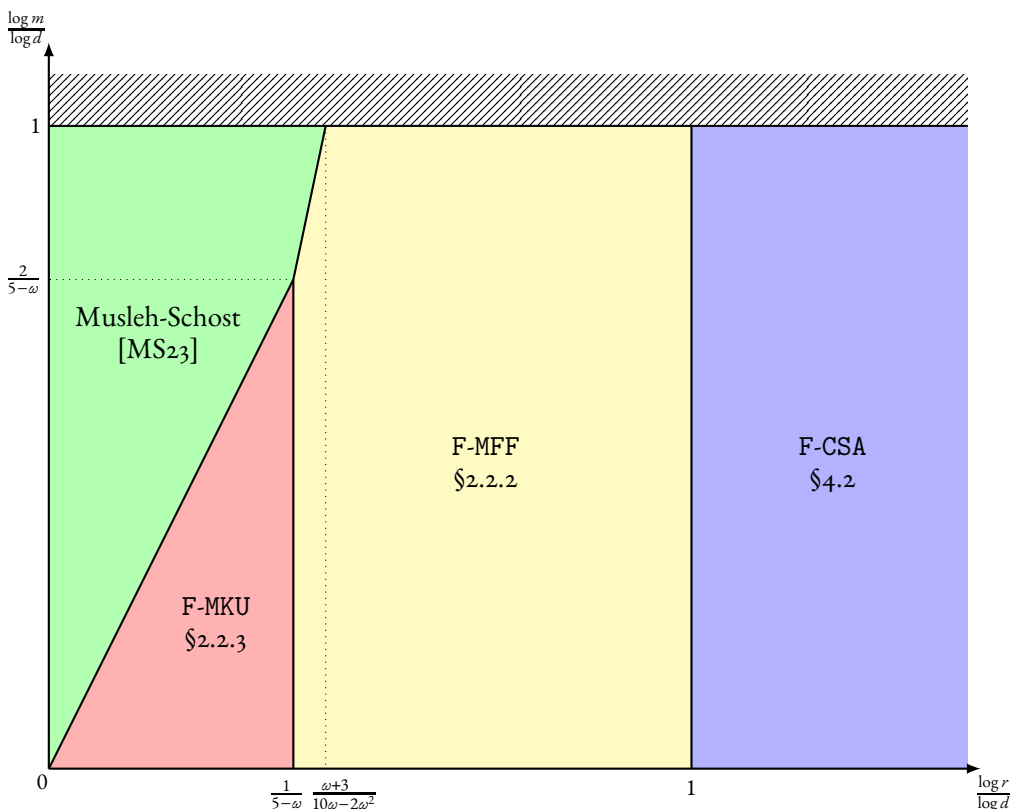 log m / log d
1
2 / 5−ω
Musleh-Schost
[MS23]
F-MFF
§2.2.2
F-CSA
§4.2
F-MKU
§2.2.3
0
1 / 5−ω
ω+3 / 10ω−2ω²
1
log r / log d